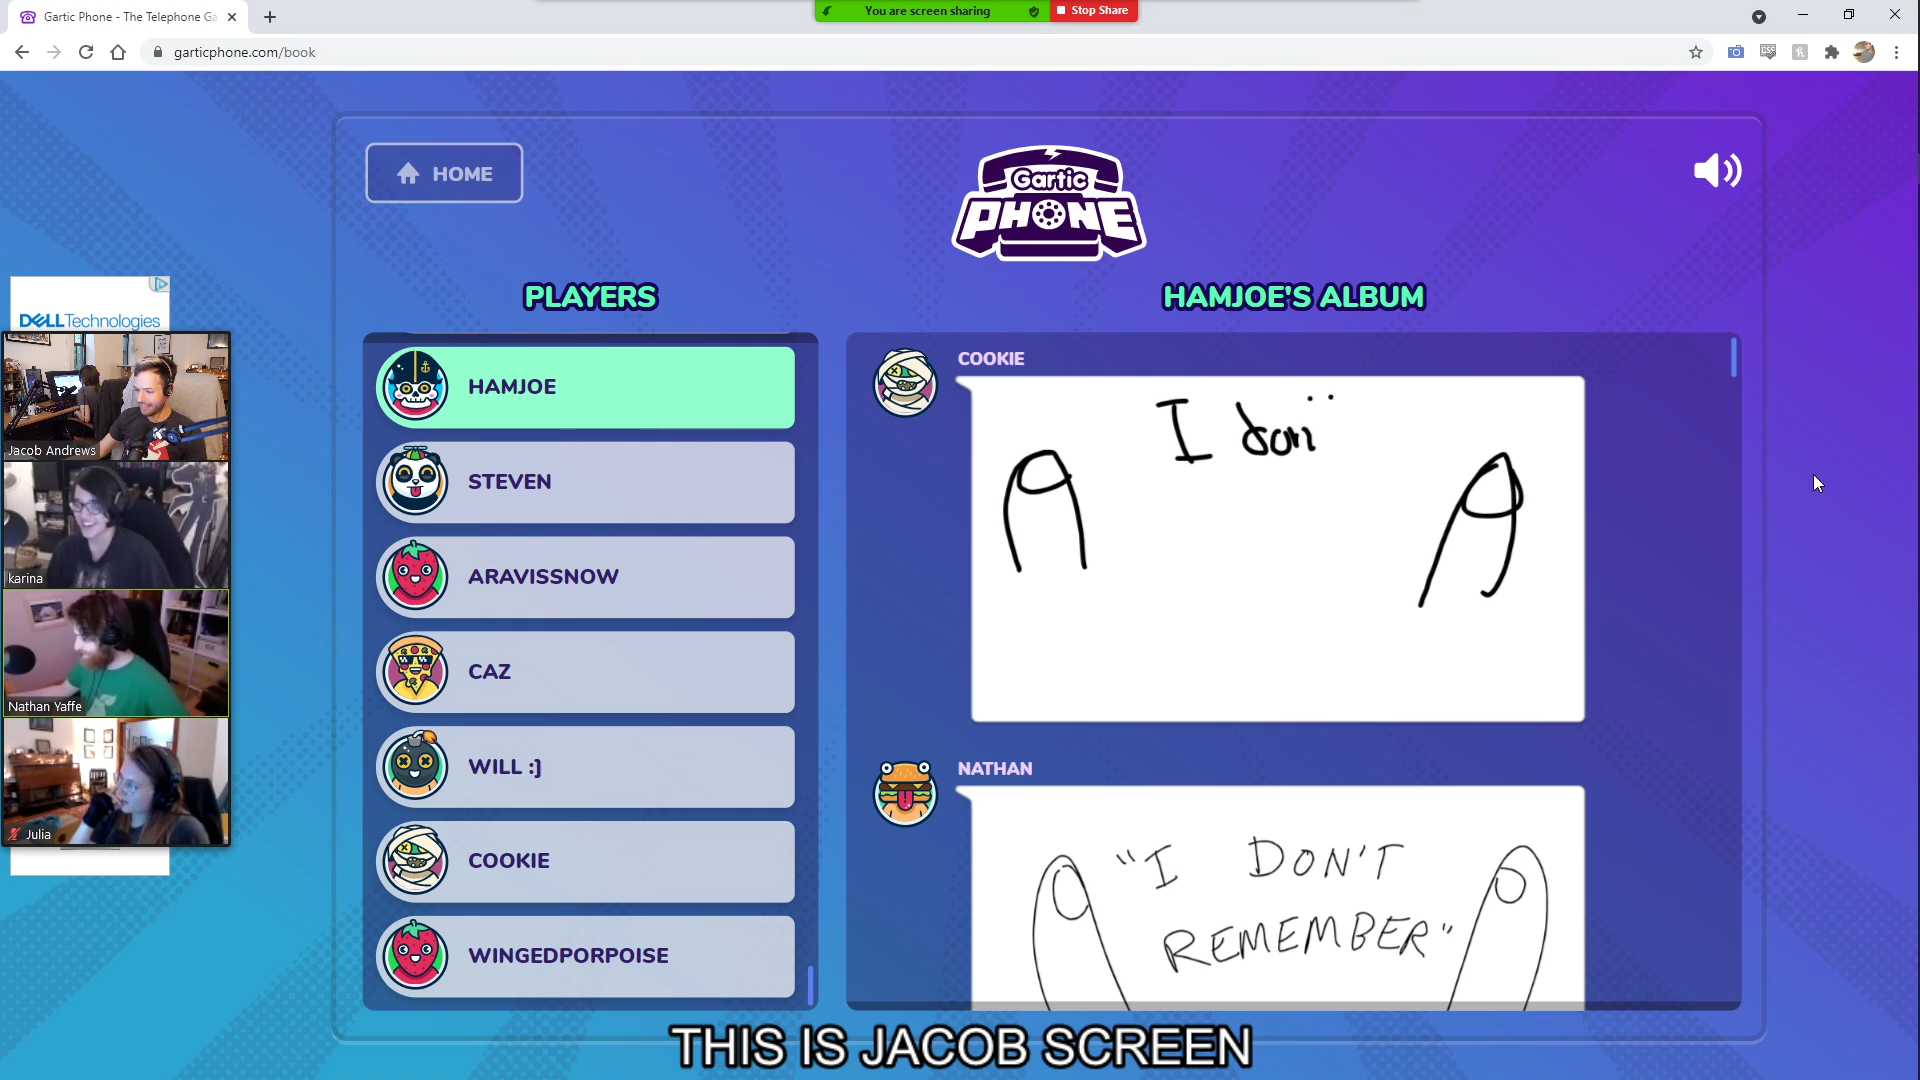 Gartic Phone - The Telephone Ga
You are screen sharing
Stop Share
garticphone.com/book
HOME
Gartic
PHONE
PLAYERS
HAMJOE'S ALBUM
DELLTechnologies
Jacob Andrews
karina
Nathan Yaffe
Julia
HAMJOE
STEVEN
ARAVISSNOW
CAZ
WILL :]
COOKIE
WINGEDPORPOISE
COOKIE
I don
NATHAN
"I DON'T
REMEMBER"
THIS IS JACOB SCREEN